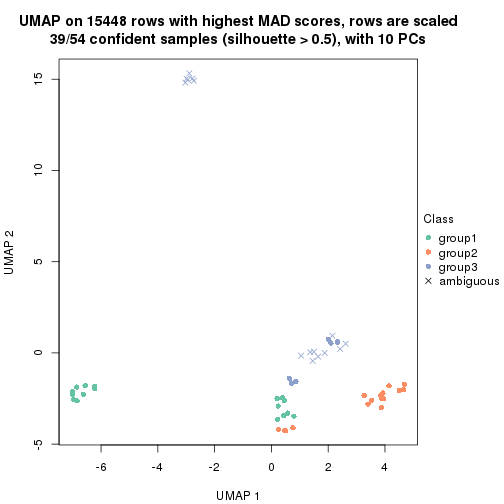 UMAP on 15448 rows with highest MAD scores, rows are scaled
39/54 confident samples (silhouette > 0.5), with 10 PCs
15
10
5
0
-5
UMAP 2
-6
-4
-2
0
2
4
UMAP 1
Class
group1
group2
group3
ambiguous